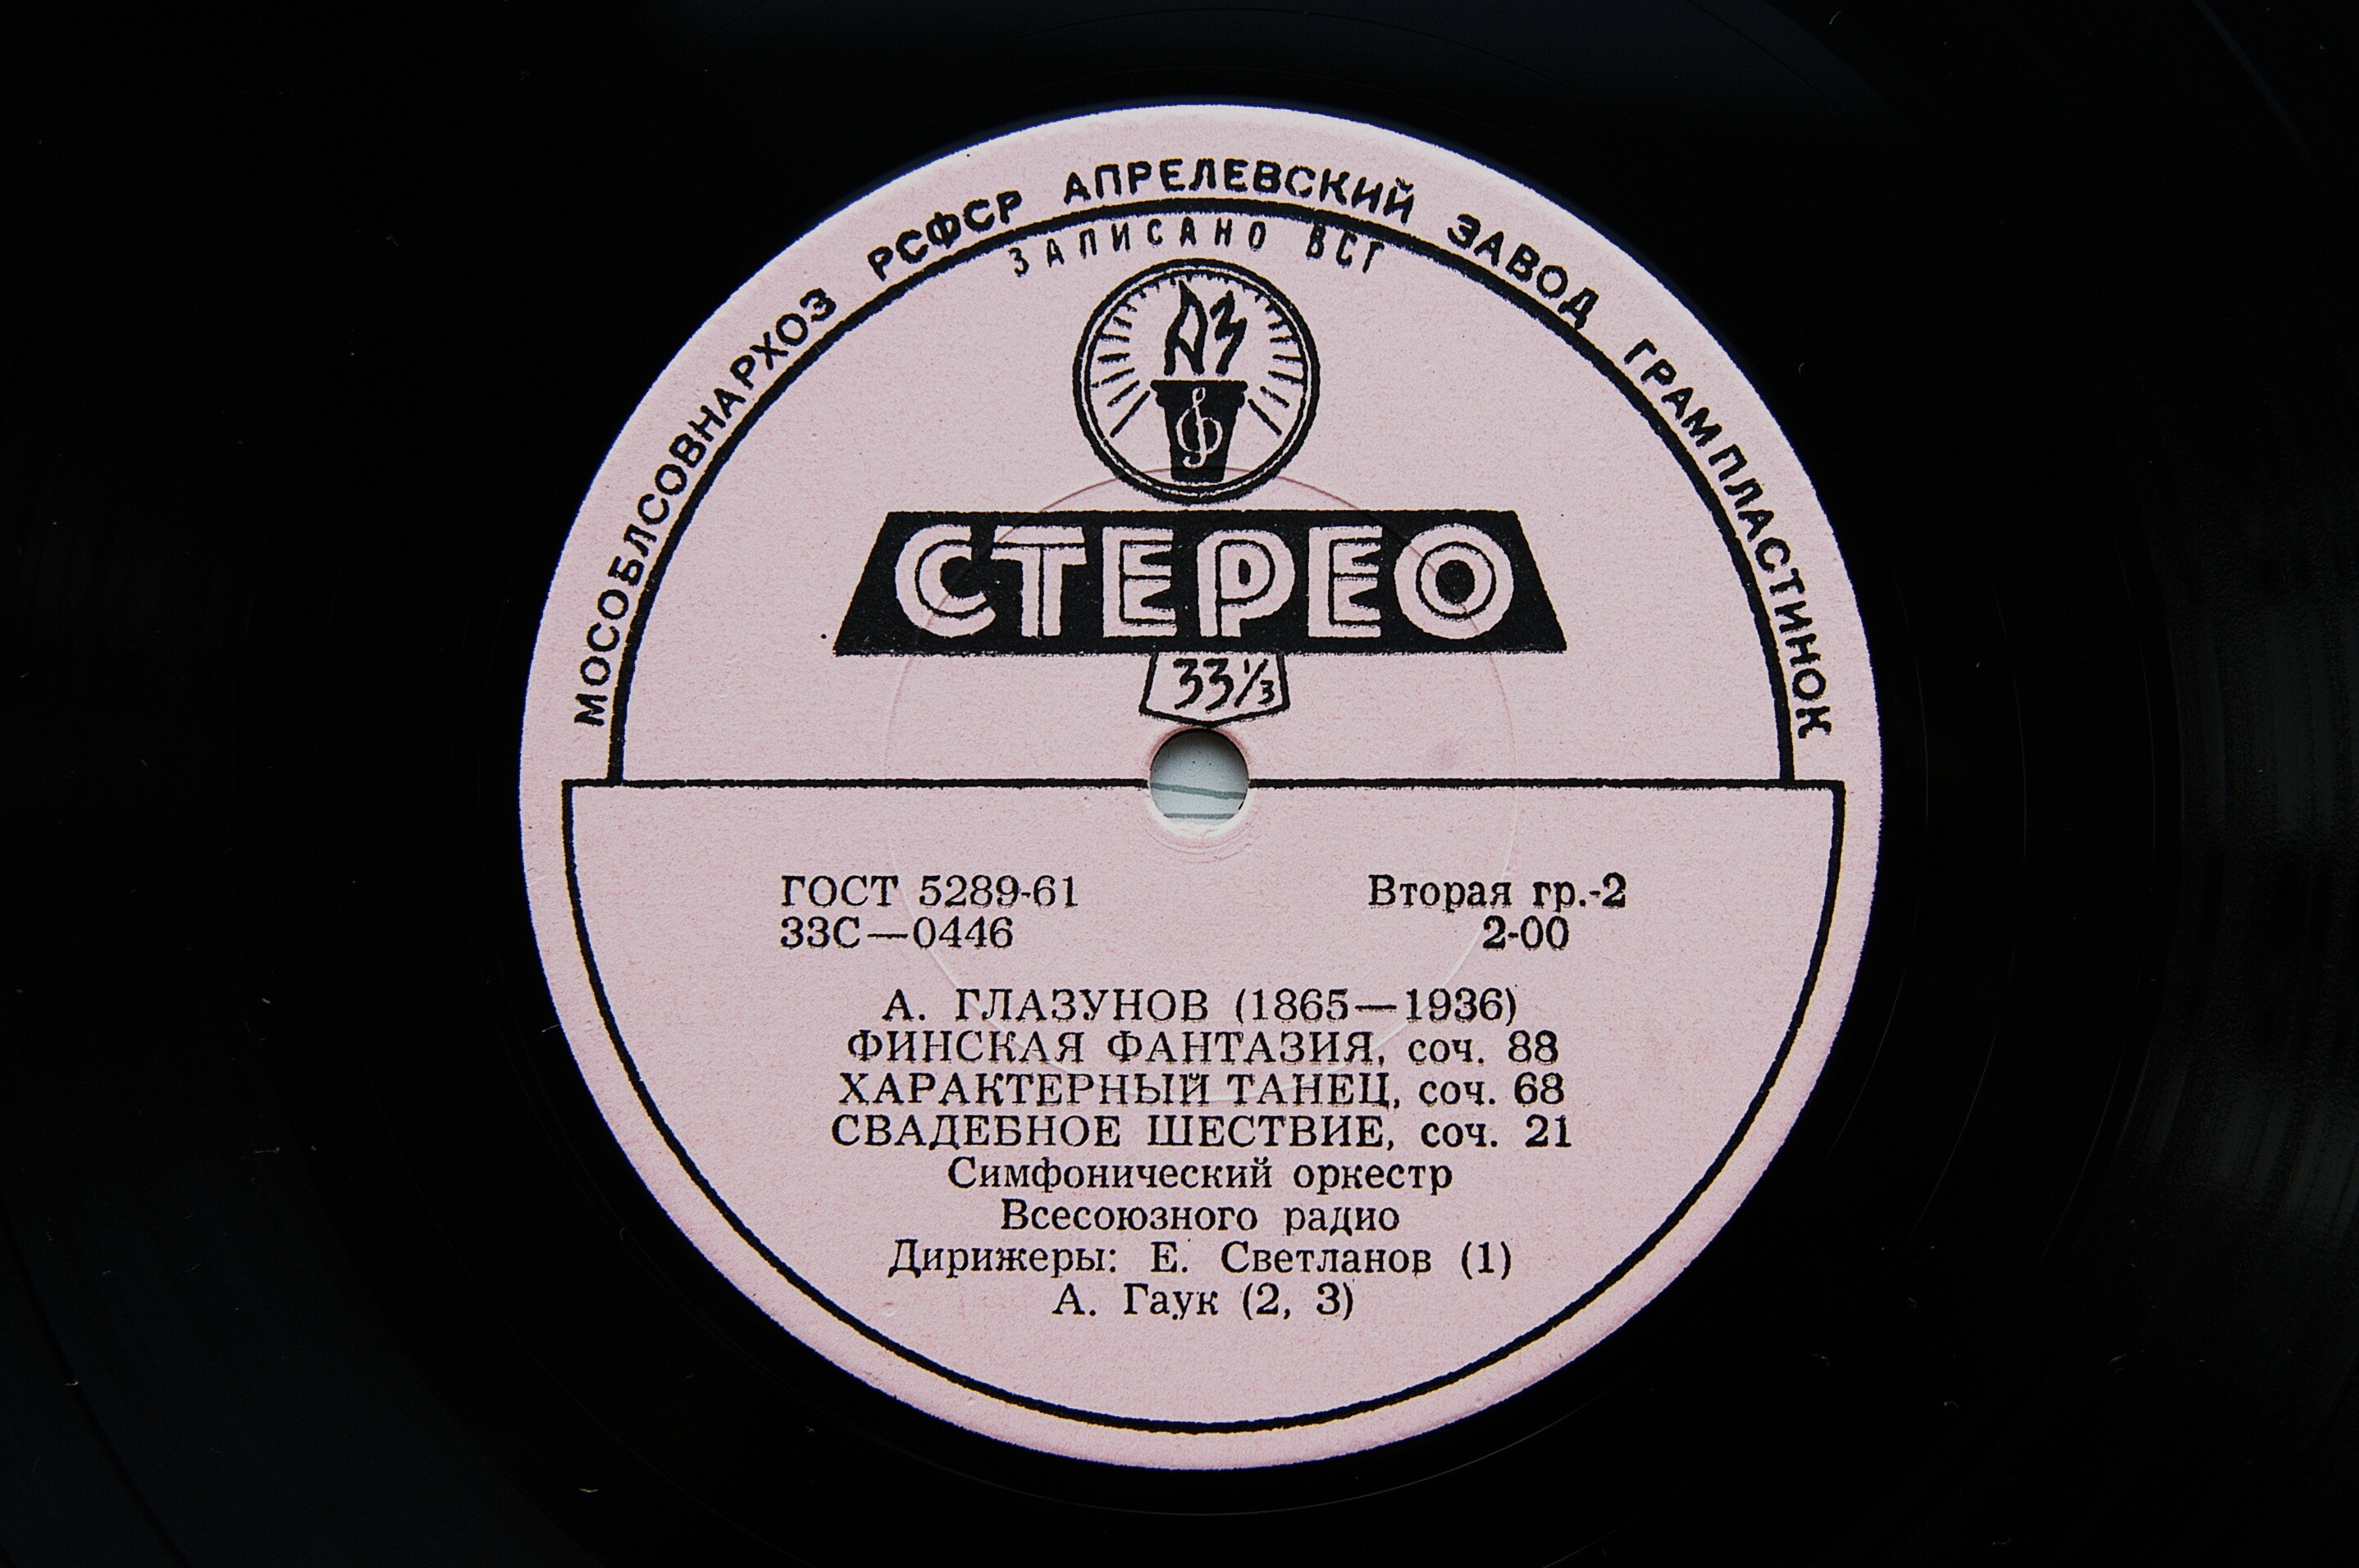 МОСОБЛСОВНАРХОЗ РСФСР АПРЕЛЕВСКИЙ ЗАВОД ГРАМПЛАСТИНОК
ЗАПИСАНО ВСГ
АЗ
СТЕРЕО
33⅓
ГОСТ 5289-61 Вторая гр.-2
33С—0446 2-00
А. ГЛАЗУНОВ (1865—1936)
ФИНСКАЯ ФАНТАЗИЯ, соч. 88
ХАРАКТЕРНЫЙ ТАНЕЦ, соч. 68
СВАДЕБНОЕ ШЕСТВИЕ, соч. 21
Симфонический оркестр
Всесоюзного радио
Дирижеры: Е. Светланов (1)
А. Гаук (2, 3)